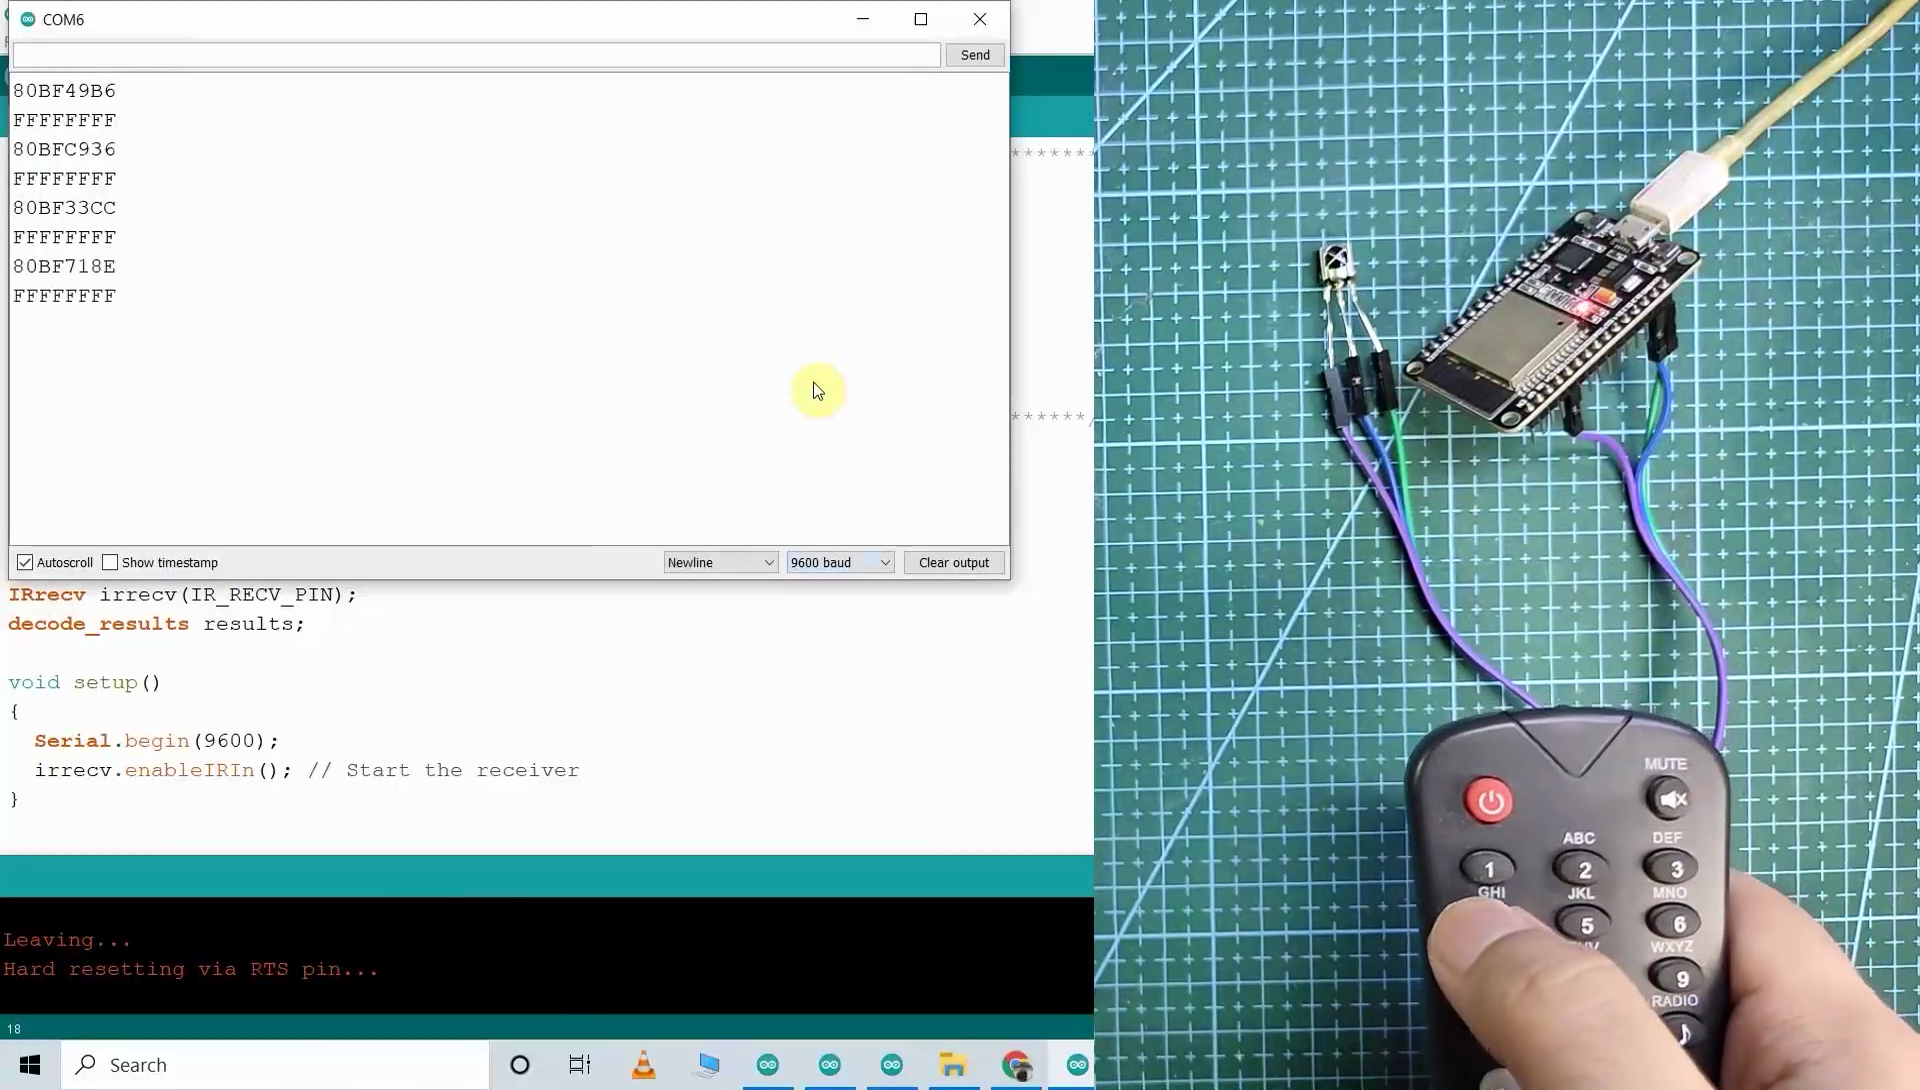 COM6
Send
80BF49B6
FFFFFFFF
80BFC936
FFFFFFFF
80BF33CC
FFFFFFFF
80BF718E
FFFFFFFF
Autoscroll Show timestamp Newline 9600 baud Clear output
*******
******/
IRrecv irrecv(IR_RECV_PIN);
decode_results results;
void setup()
{
Serial.begin(9600);
irrecv.enableIRIn(); // Start the receiver
}
Leaving...
Hard resetting via RTS pin...
18
Search
MUTE
ABC DEF
1 2 3
GHI JKL MNO
5 6
WXYZ
9
RADIO